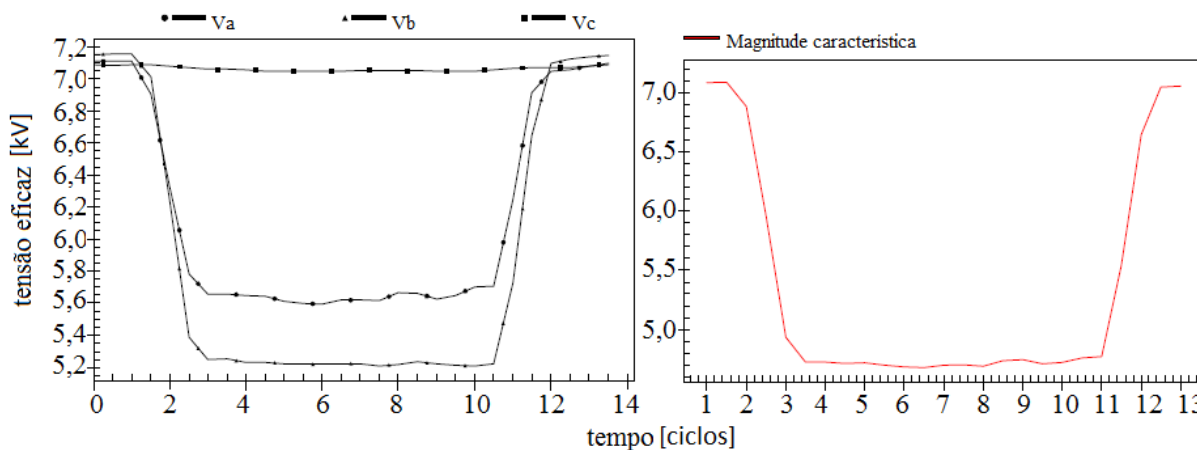 Va
Vb
Vc
tensão eficaz [kV]
7,2
7,0
6,8
6,6
6,4
6,2
6,0
5,8
5,6
5,4
5,2
0 2 4 6 8 10 12 14
Magnitude caracteristica
7,0
6,5
6,0
5,5
5,0
1 2 3 4 5 6 7 8 9 10 11 12 13
tempo [ciclos]